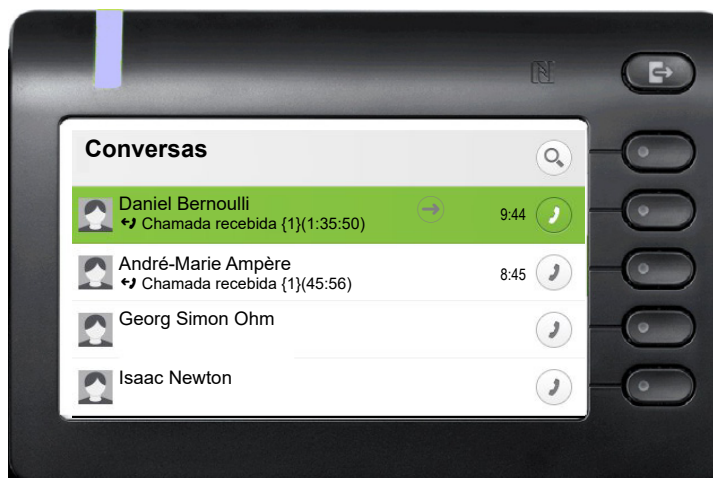 Conversas
Daniel Bernoulli
Chamada recebida {1}(1:35:50)
9:44
André-Marie Ampère
Chamada recebida {1}(45:56)
8:45
Georg Simon Ohm
Isaac Newton